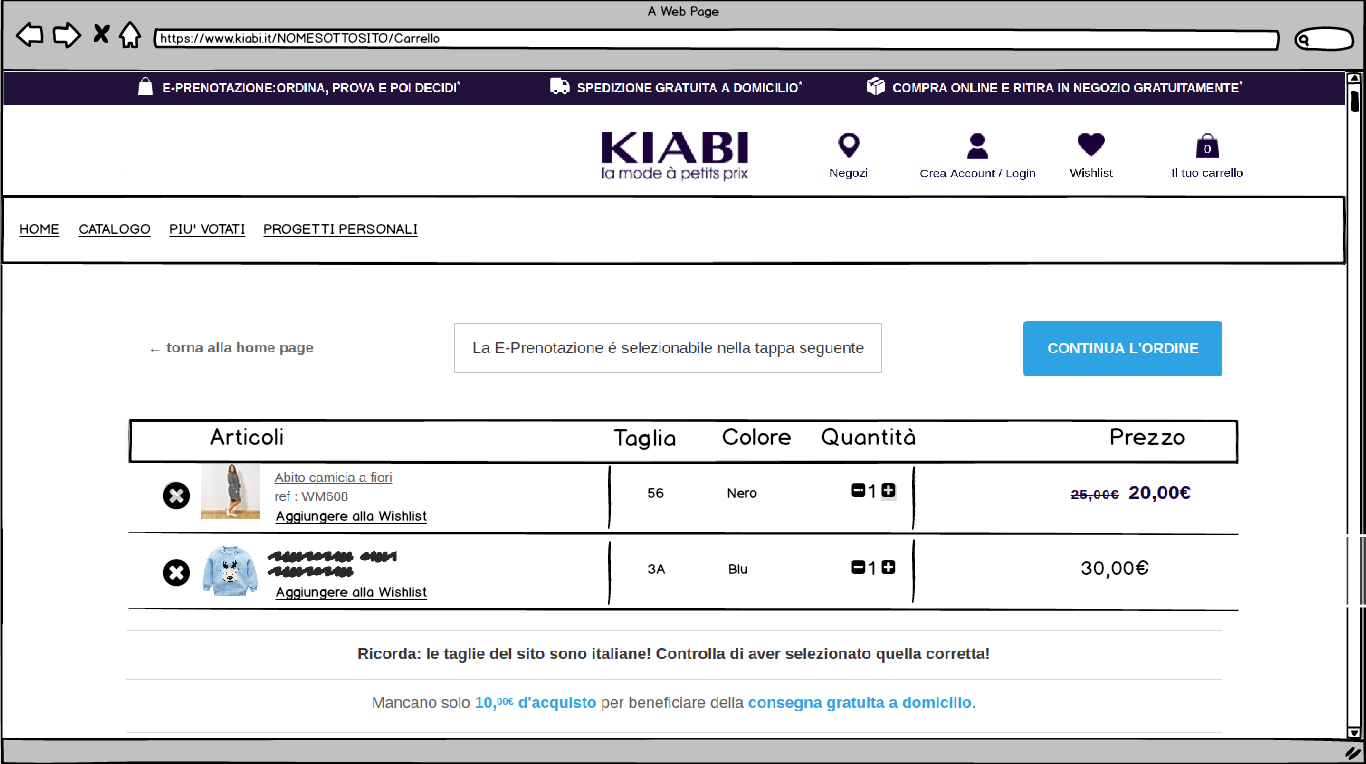 A Web Page
https://www.kiabi.it/NOMESOTTOSITO/Carrello
E-PRENOTAZIONE:ORDINA, PROVA E POI DECIDI* SPEDIZIONE GRATUITA A DOMICILIO* COMPRA ONLINE E RITIRA IN NEGOZIO GRATUITAMENTE*
KIABI
la mode à petits prix
0
Negozi Crea Account / Login Wishlist Il tuo carrello
HOME CATALOGO PIU' VOTATI PROGETTI PERSONALI
← torna alla home page La E-Prenotazione é selezionabile nella tappa seguente CONTINUA L'ORDINE
Articoli Taglia Colore Quantità Prezzo
Abito camicia a fiori
ref : WM608
Aggiungere alla Wishlist
56 Nero 1 25,00€ 20,00€
Aggiungere alla Wishlist
3A Blu 1 30,00€
Ricorda: le taglie del sito sono italiane! Controlla di aver selezionato quella corretta!
Mancano solo 10,00€ d'acquisto per beneficiare della consegna gratuita a domicilio.